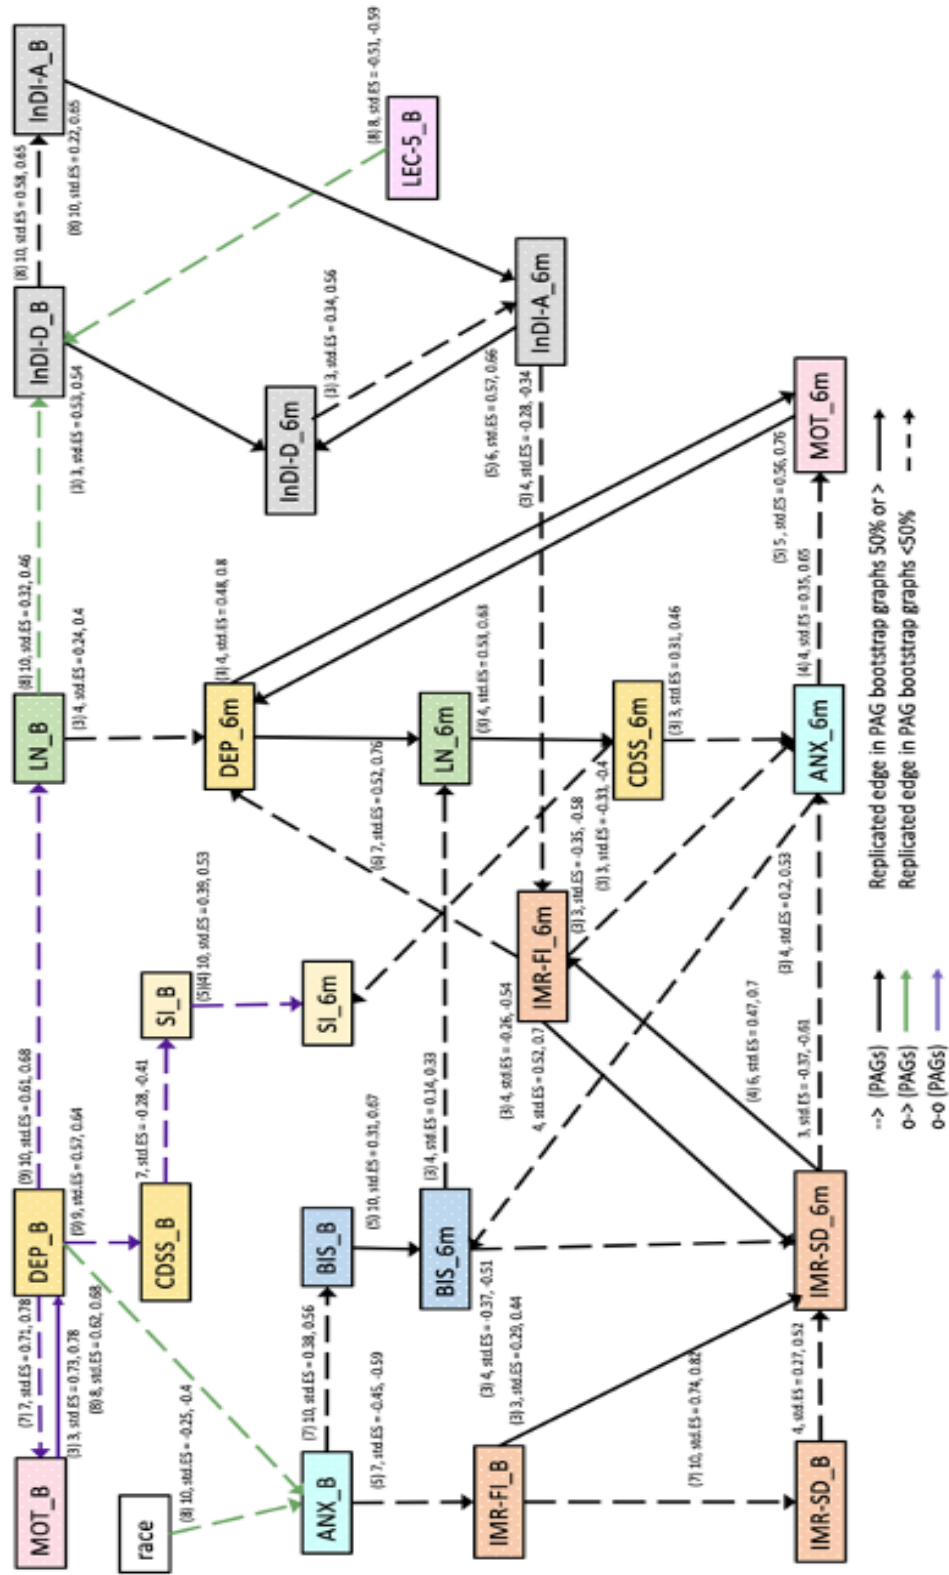 MOT_B
(7) 7, std.ES = 0.71, 0.78
(3) 3, std ES = 0.73, 0.78
DEP_B
(9) 10, std.ES = 0.61, 0.68
(9) 9, std.ES = 0.57, 0.64
(8) 8, std.ES = 0.62, 0.68
LN_B
(8) 10, std.ES = 0.32, 0.46
(3) 4, std.ES = 0.24, 0.4
InDI-D_B
(8) 10, std.ES = 0.58, 0.65
(3) 3, std.ES = 0.53, 0.54
InDI-A_B
(8) 10, std.ES = 0.22, 0.65
race
(8) 10, std.ES = -0.25, -0.4
CDSS_B
7, std.ES = -0.28, -0.41
SI_B
(5)(4) 10, std.ES = 0.39, 0.53
DEP_6m
(3) 4, std.ES = 0.48, 0.8
InDI-D_6m
(3) 3, std.ES = 0.34, 0.56
(8) 8, std.ES = -0.51, -0.59
LEC-5_B
ANX_B
(7) 10, std.ES = 0.38, 0.56
(5) 7, std.ES = -0.45, -0.59
BIS_B
(5) 10, std.ES = 0.31, 0.67
SI_6m
(6) 7, std.ES = 0.52, 0.76
BIS_6m
(3) 4, std.ES = 0.14, 0.33
LN_6m
(3) 4, std.ES = 0.53, 0.63
(5) 6, std.ES = 0.57, 0.66
(3) 4, std.ES = -0.28, -0.34
InDI-A_6m
IMR-FI_B
(3) 4, std.ES = -0.37, -0.51
(3) 3, std.ES = 0.29, 0.44
(3) 4, std.ES = -0.26, -0.54
4, std.ES = 0.52, 0.7
IMR-FI_6m
(3) 3, std.ES = -0.35, -0.58
(3) 3, std.ES = -0.33, -0.4
CDSS_6m
(3) 3, std.ES = 0.31, 0.46
(7) 10, std.ES = 0.74, 0.82
(4) 6, std.ES = 0.47, 0.7
(3) 4, std.ES = 0.2, 0.53
(5) 5, std.ES = 0.56, 0.76
IMR-SD_B
4, std.ES = 0.27, 0.52
IMR-SD_6m
3, std.ES = -0.37, -0.61
ANX_6m
(4) 4, std.ES = 0.35, 0.65
MOT_6m
--> (PAGs)
Replicated edge in PAG bootstrap graphs 50% or >
o-> (PAGs)
Replicated edge in PAG bootstrap graphs <50%
o-o (PAGs)